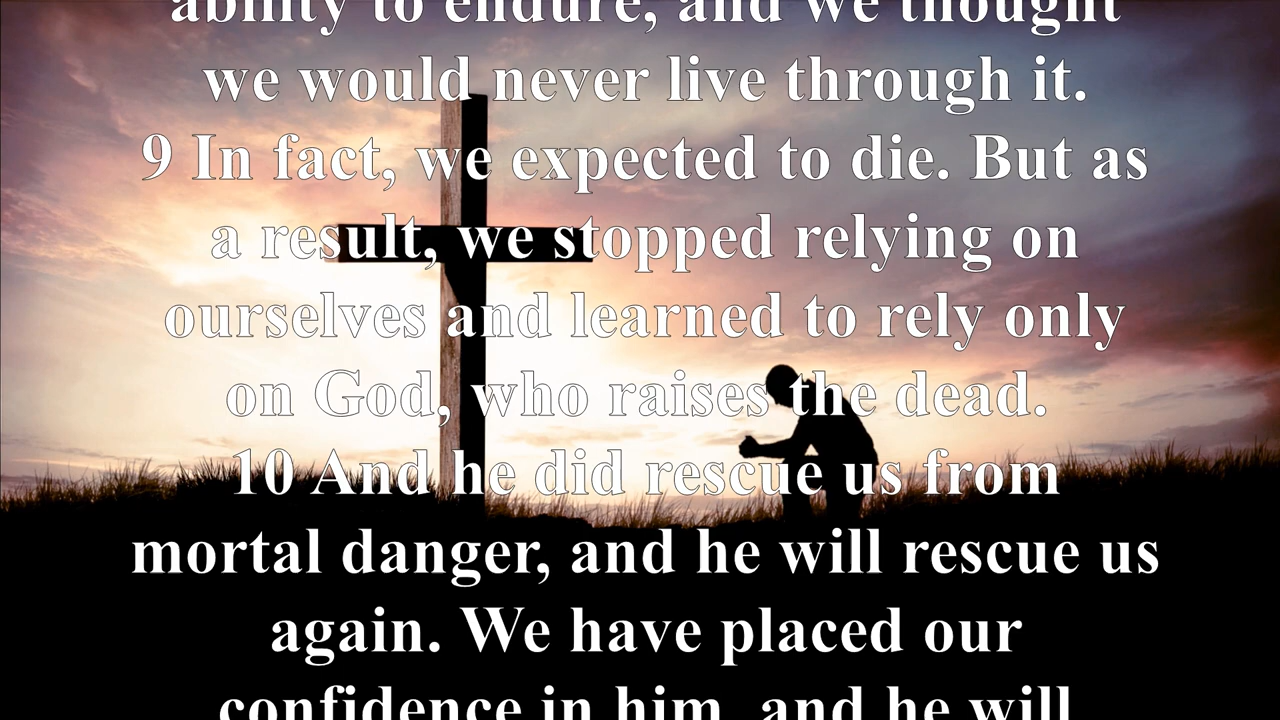 ability to endure, and we thought
we would never live through it.
9 In fact, we expected to die. But as
a result, we stopped relying on
ourselves and learned to rely only
on God, who raises the dead.
10 And he did rescue us from
mortal danger, and he will rescue us
again. We have placed our
confidence in him, and he will